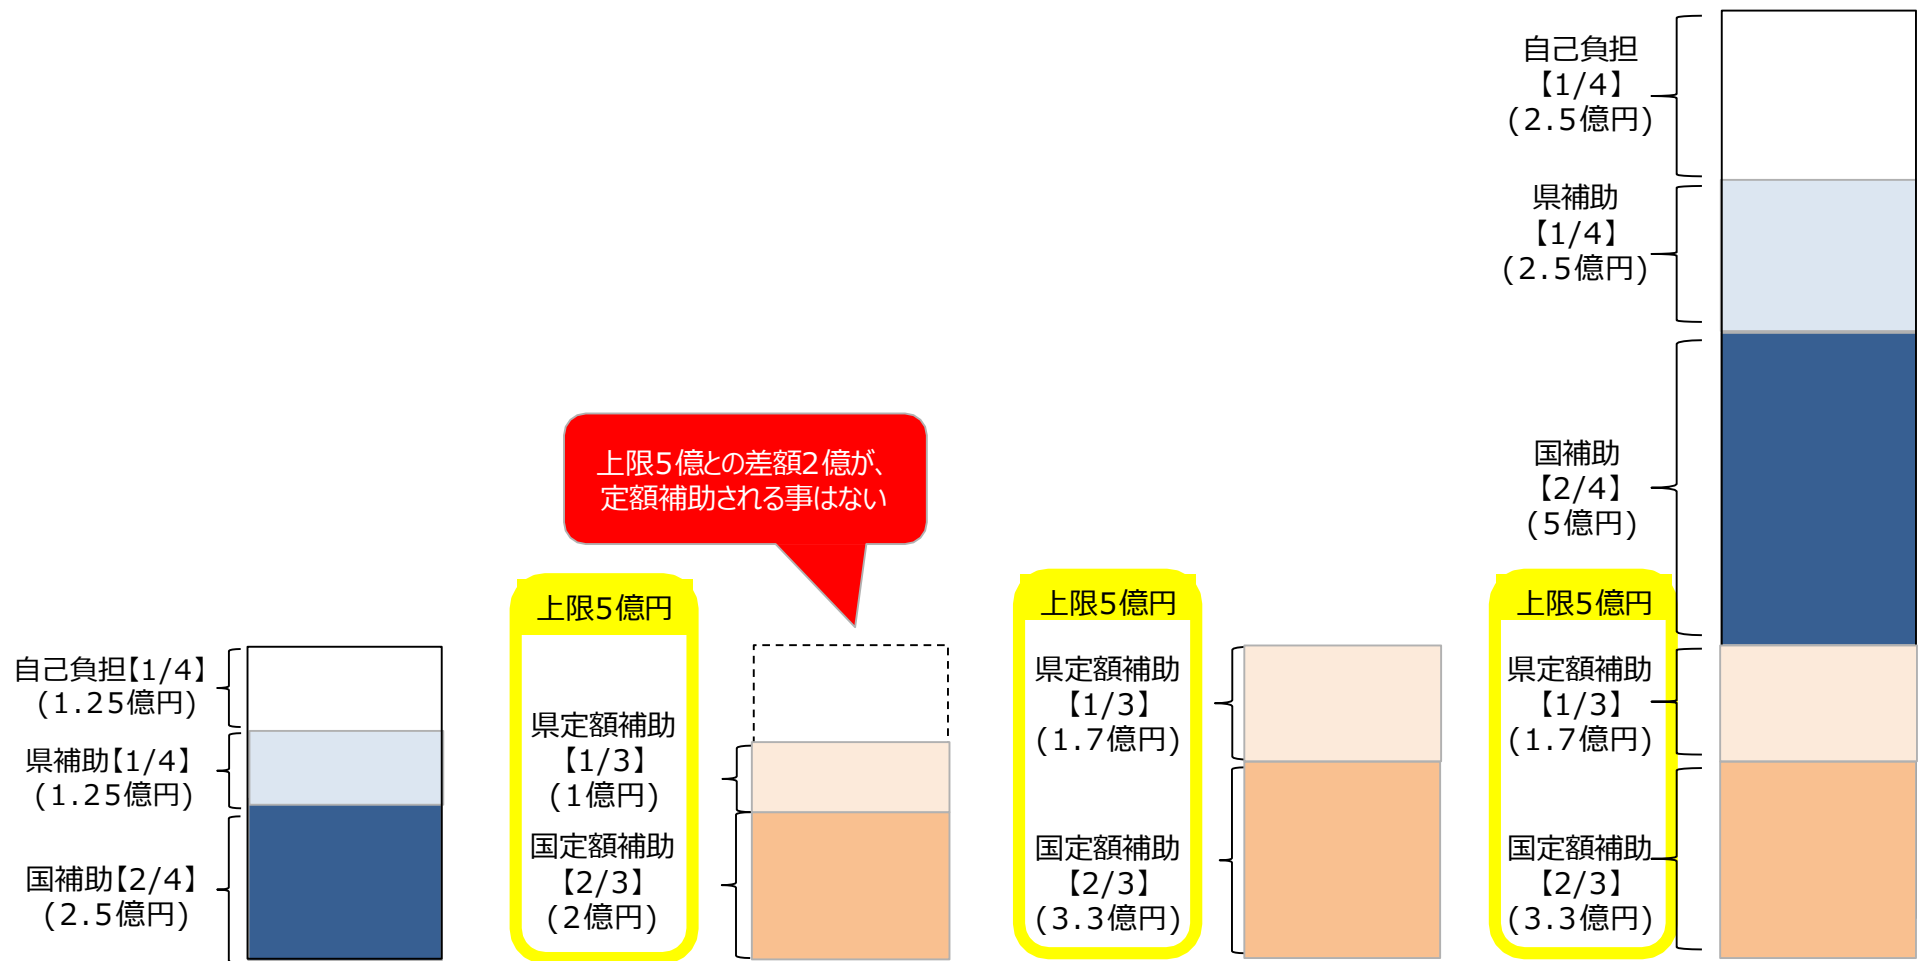 自己負担【1/4】
(1.25億円)
県補助【1/4】
(1.25億円)
国補助【2/4】
(2.5億円)
上限5億との差額2億が、
定額補助される事はない
上限5億円
県定額補助
【1/3】
(1億円)
国定額補助
【2/3】
(2億円)
上限5億円
県定額補助
【1/3】
(1.7億円)
国定額補助
【2/3】
(3.3億円)
自己負担
【1/4】
(2.5億円)
県補助
【1/4】
(2.5億円)
国補助
【2/4】
(5億円)
上限5億円
県定額補助
【1/3】
(1.7億円)
国定額補助
【2/3】
(3.3億円)